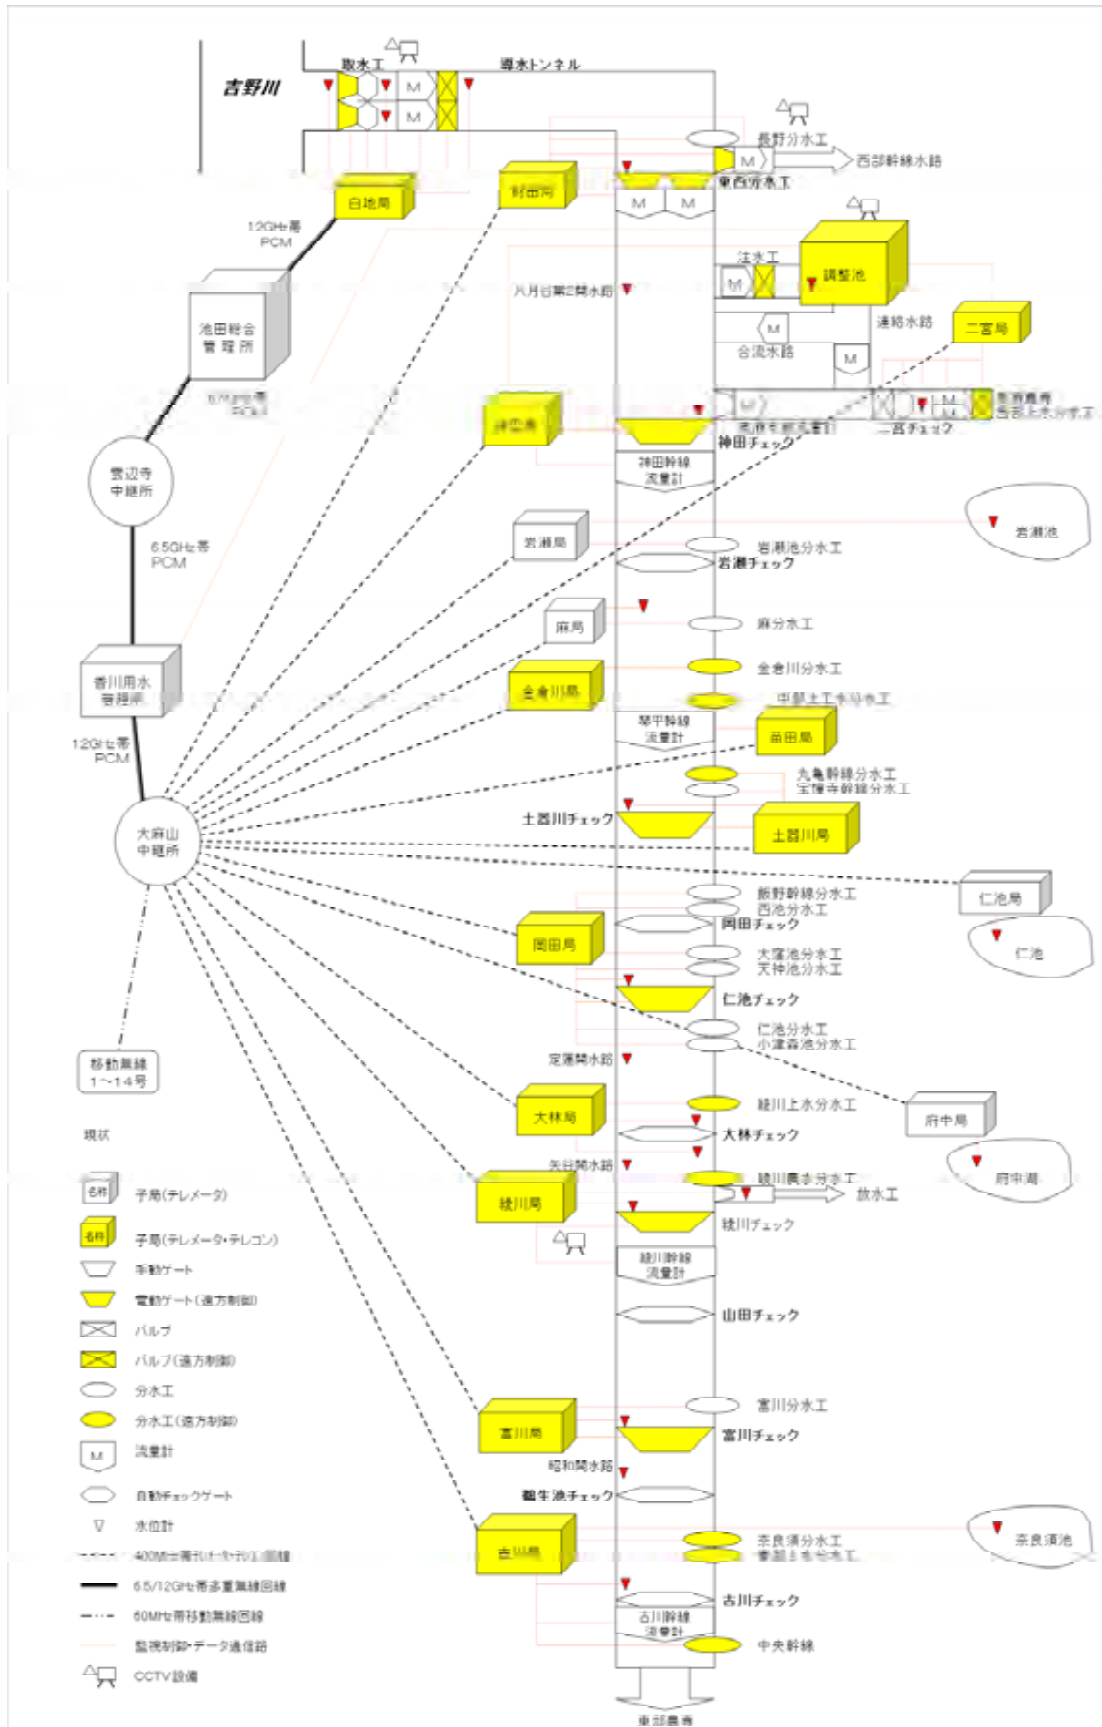 吉野川
取水工
導水トンネル
長野分水工
西部幹線水路
東西分水工
財田局
白地局
12GHz帯
PCM
注水工
調整池
池田総合
管理所
連絡水路
二宮局
合流水路
二宮チェック
神田チェック
神田幹線
流量計
雲辺寺
中継所
6.5GHz帯
PCM
岩瀬局
岩瀬池分水工
岩瀬チェック
岩瀬池
麻局
麻分水工
金倉川局
金倉川分水工
香川用水
管理所
琴平幹線
流量計
苗田局
12GHz帯
PCM
丸亀幹線分水工
土器川チェック
土器川局
大麻山
中継所
仁池局
飯野幹線分水工
西池分水工
岡田チェック
岡田局
大窪池分水工
天神池分水工
仁池
仁池チェック
仁池分水工
小津森池分水工
移動無線
1〜14号
大林局
綾川上水分水工
大林チェック
府中局
府中湖
綾川局
綾川農水分水工
放水工
綾川チェック
綾川幹線
流量計
山田チェック
富川局
富川分水工
富川チェック
昭和開水路
鶴生池チェック
古川局
奈良須分水工
奈良須池
古川チェック
古川幹線
流量計
中央幹線
東部農専
現状
名称 子局(テレメータ)
名称 子局(テレメータ・テレコン)
手動ゲート
電動ゲート(遠方制御)
バルブ
バルブ(遠方制御)
分水工
分水工(遠方制御)
M 流量計
自動チェックゲート
水位計
6.5/12GHz帯多重無線回線
60MHz帯移動無線回線
監視制御・データ通信路
CCTV設備